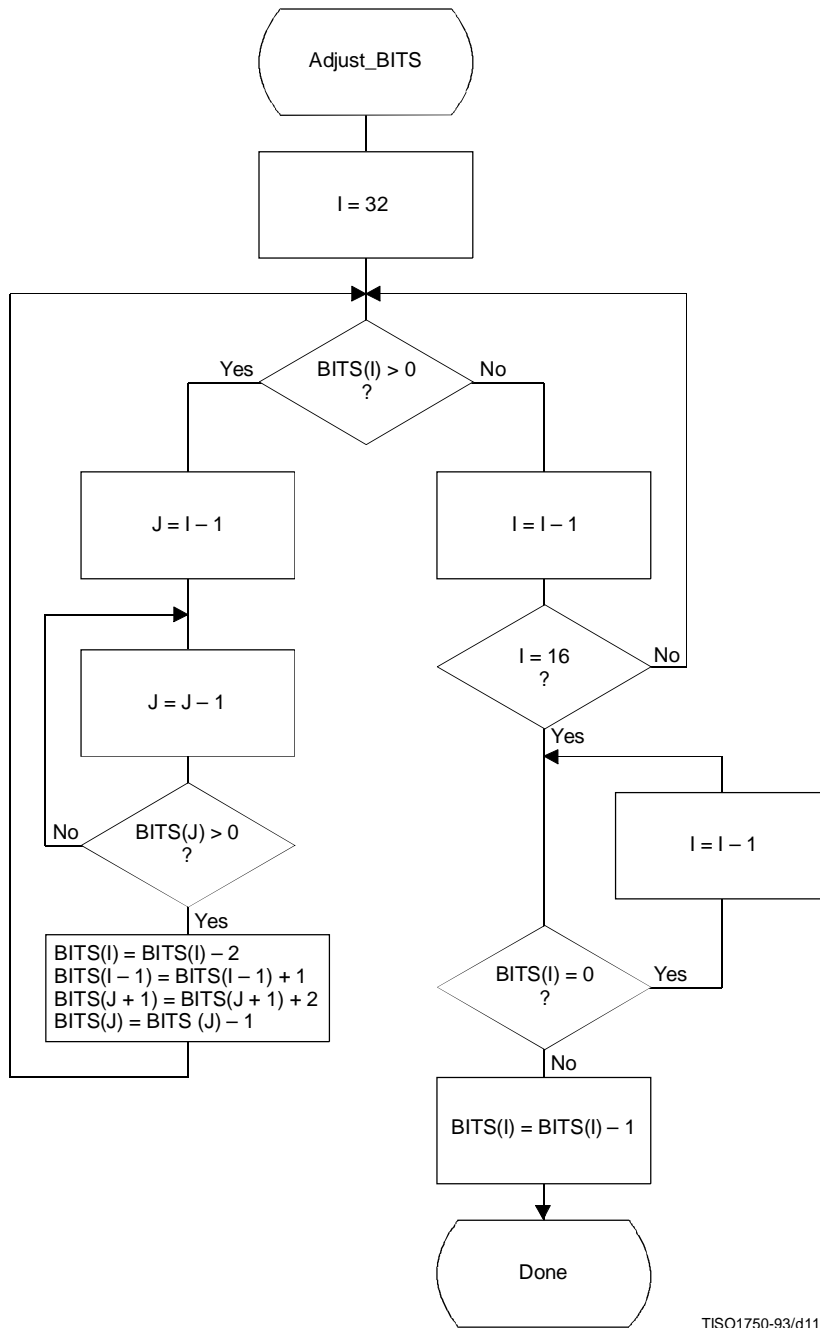 Adjust_BITS
I = 32
Yes
BITS(I) > 0
?
No
J = I – 1
I = I – 1
I = 16
?
No
J = J – 1
Yes
No
BITS(J) > 0
?
I = I – 1
Yes
BITS(I) = BITS(I) – 2
BITS(I – 1) = BITS(I – 1) + 1
BITS(J + 1) = BITS(J + 1) + 2
BITS(J) = BITS (J) – 1
BITS(I) = 0
?
Yes
No
BITS(I) = BITS(I) – 1
Done
TISO1750-93/d11